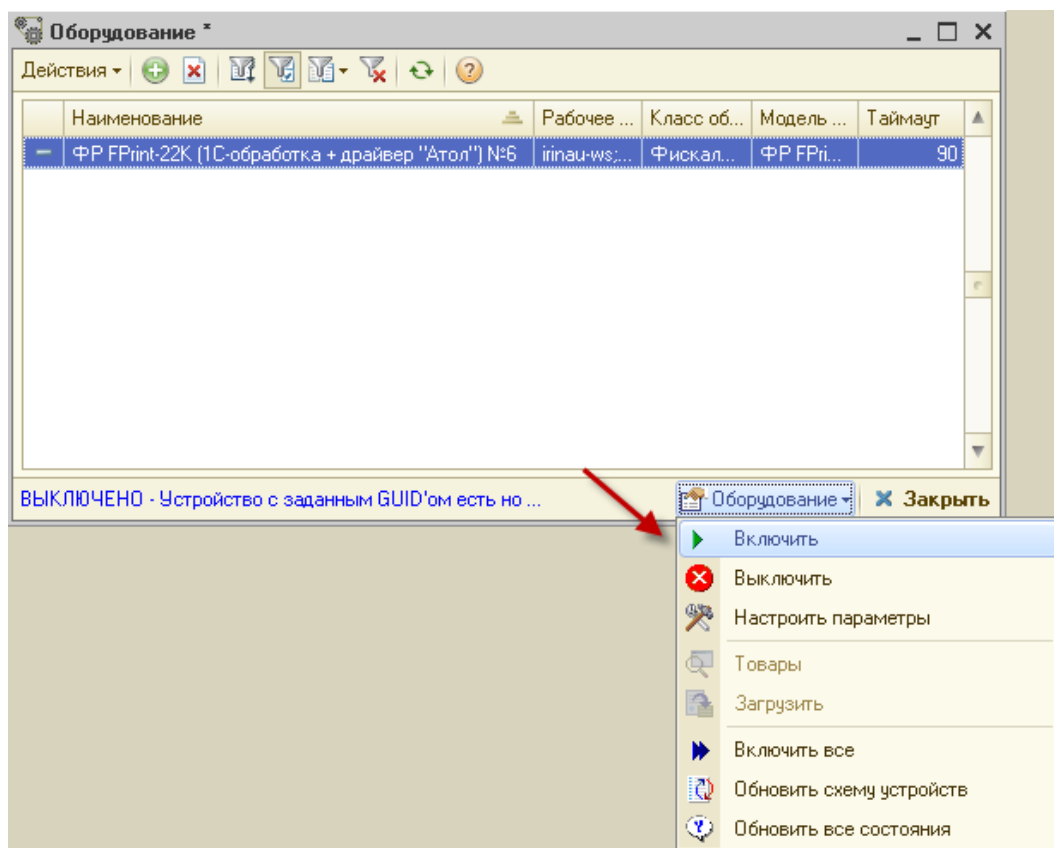 Оборудование *
Действия
Наименование Рабочее ... Класс об... Модель ... Таймаут
ФР FPrint-22K (1С-обработка + драйвер "Атол") №6 irinau-ws;... Фискал... ФР FPri... 90
ВЫКЛЮЧЕНО - Устройство с заданным GUID'ом есть но ... Оборудование Закрыть
Включить
Выключить
Настроить параметры
Товары
Загрузить
Включить все
Обновить схему устройств
Обновить все состояния